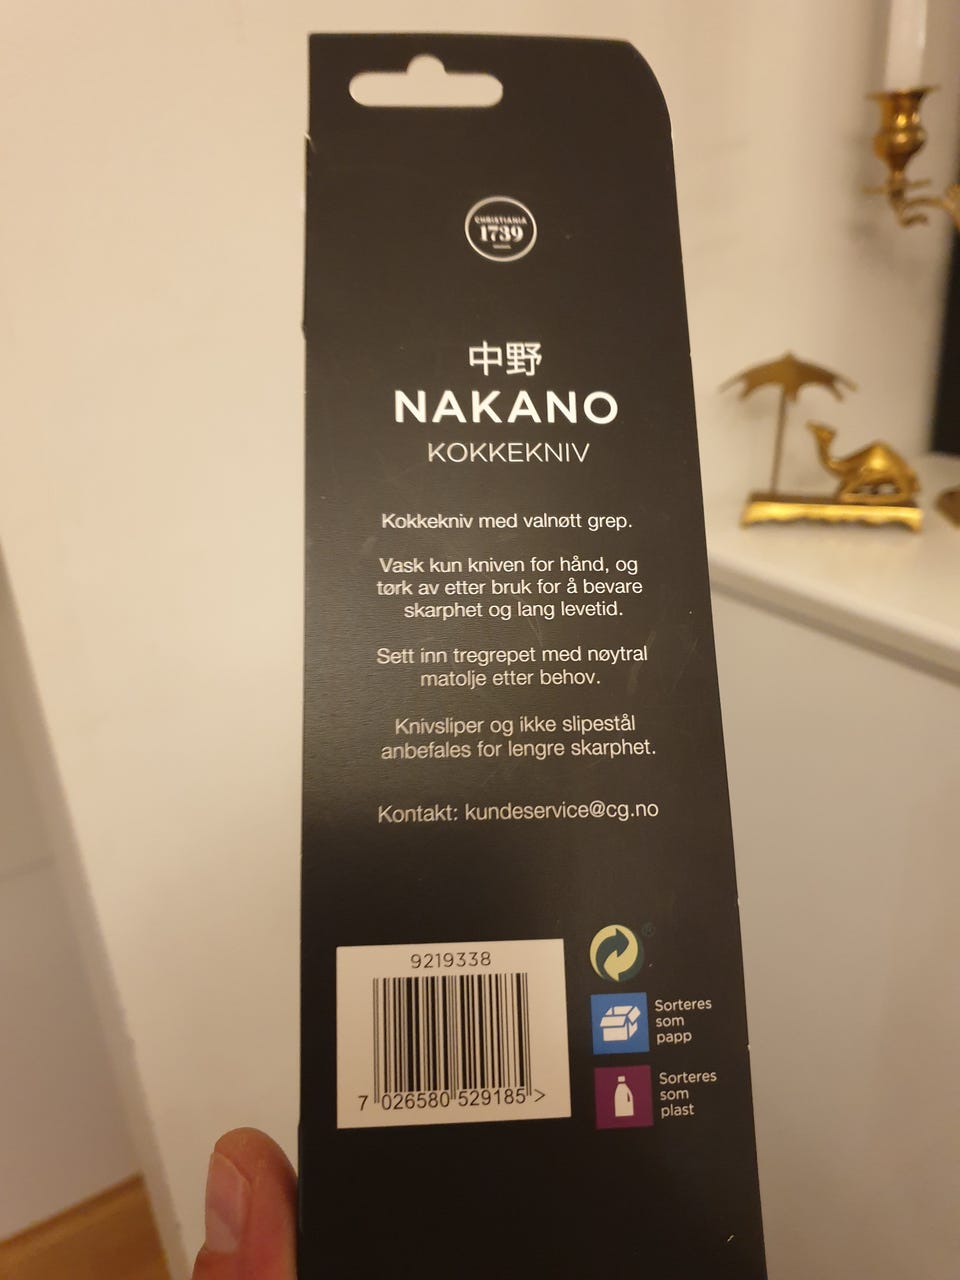 CHRISTIANIA
1739
中野
NAKANO
KOKKEKNIV
Kokkekniv med valnøtt grep.
Vask kun kniven for hånd, og
tørk av etter bruk for å bevare
skarphet og lang levetid.
Sett inn tregrepet med nøytral
matolje etter behov.
Knivsliper og ikke slipestål
anbefales for lengre skarphet.
Kontakt: kundeservice@cg.no
9219338
7 026580 529185 >
®
Sorteres
som
papp
Sorteres
som
plast